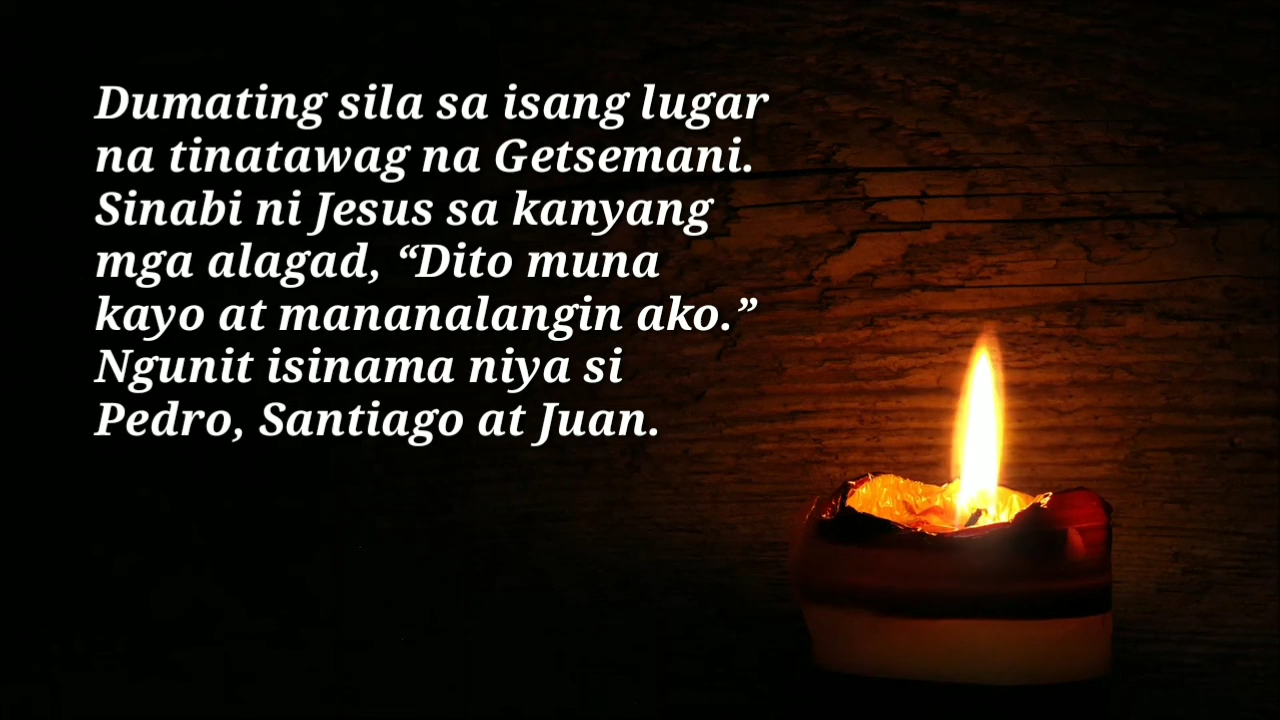 Dumating sila sa isang lugar
na tinatawag na Getsemani.
Sinabi ni Jesus sa kanyang
mga alagad, “Dito muna
kayo at mananalangin ako.”
Ngunit isinama niya si
Pedro, Santiago at Juan.